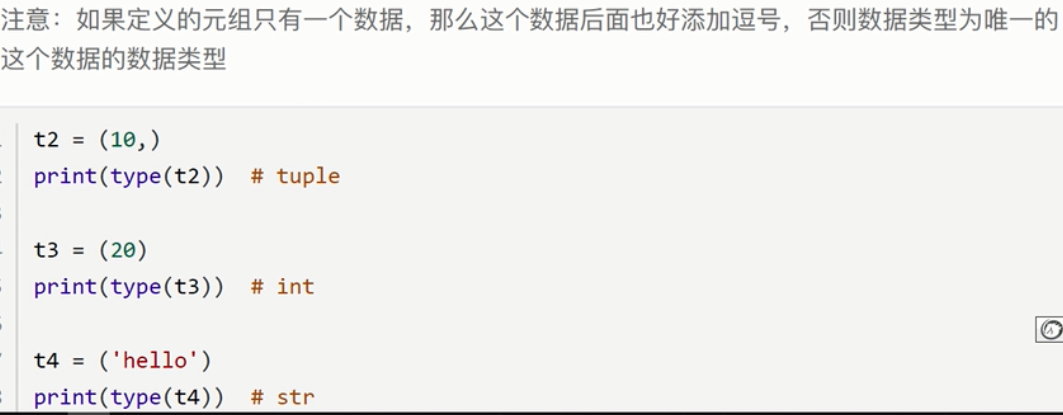 注意：如果定义的元组只有一个数据，那么这个数据后面也好添加逗号，否则数据类型为唯一的
这个数据的数据类型
t2 = (10,)
print(type(t2))  # tuple
t3 = (20)
print(type(t3))  # int
t4 = ('hello')
print(type(t4))  # str